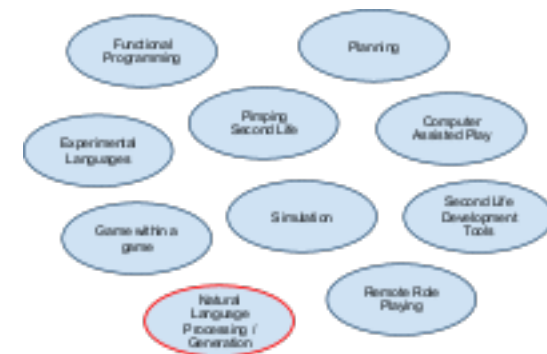 Functional
Programming
Planning
Pimping
Second Life
Computer
Assisted Play
Experimental
Languages
Simulation
Second Life
Development
Tools
Game within a
game
Remote Role
Playing
Natural
Language
Processing /
Generation